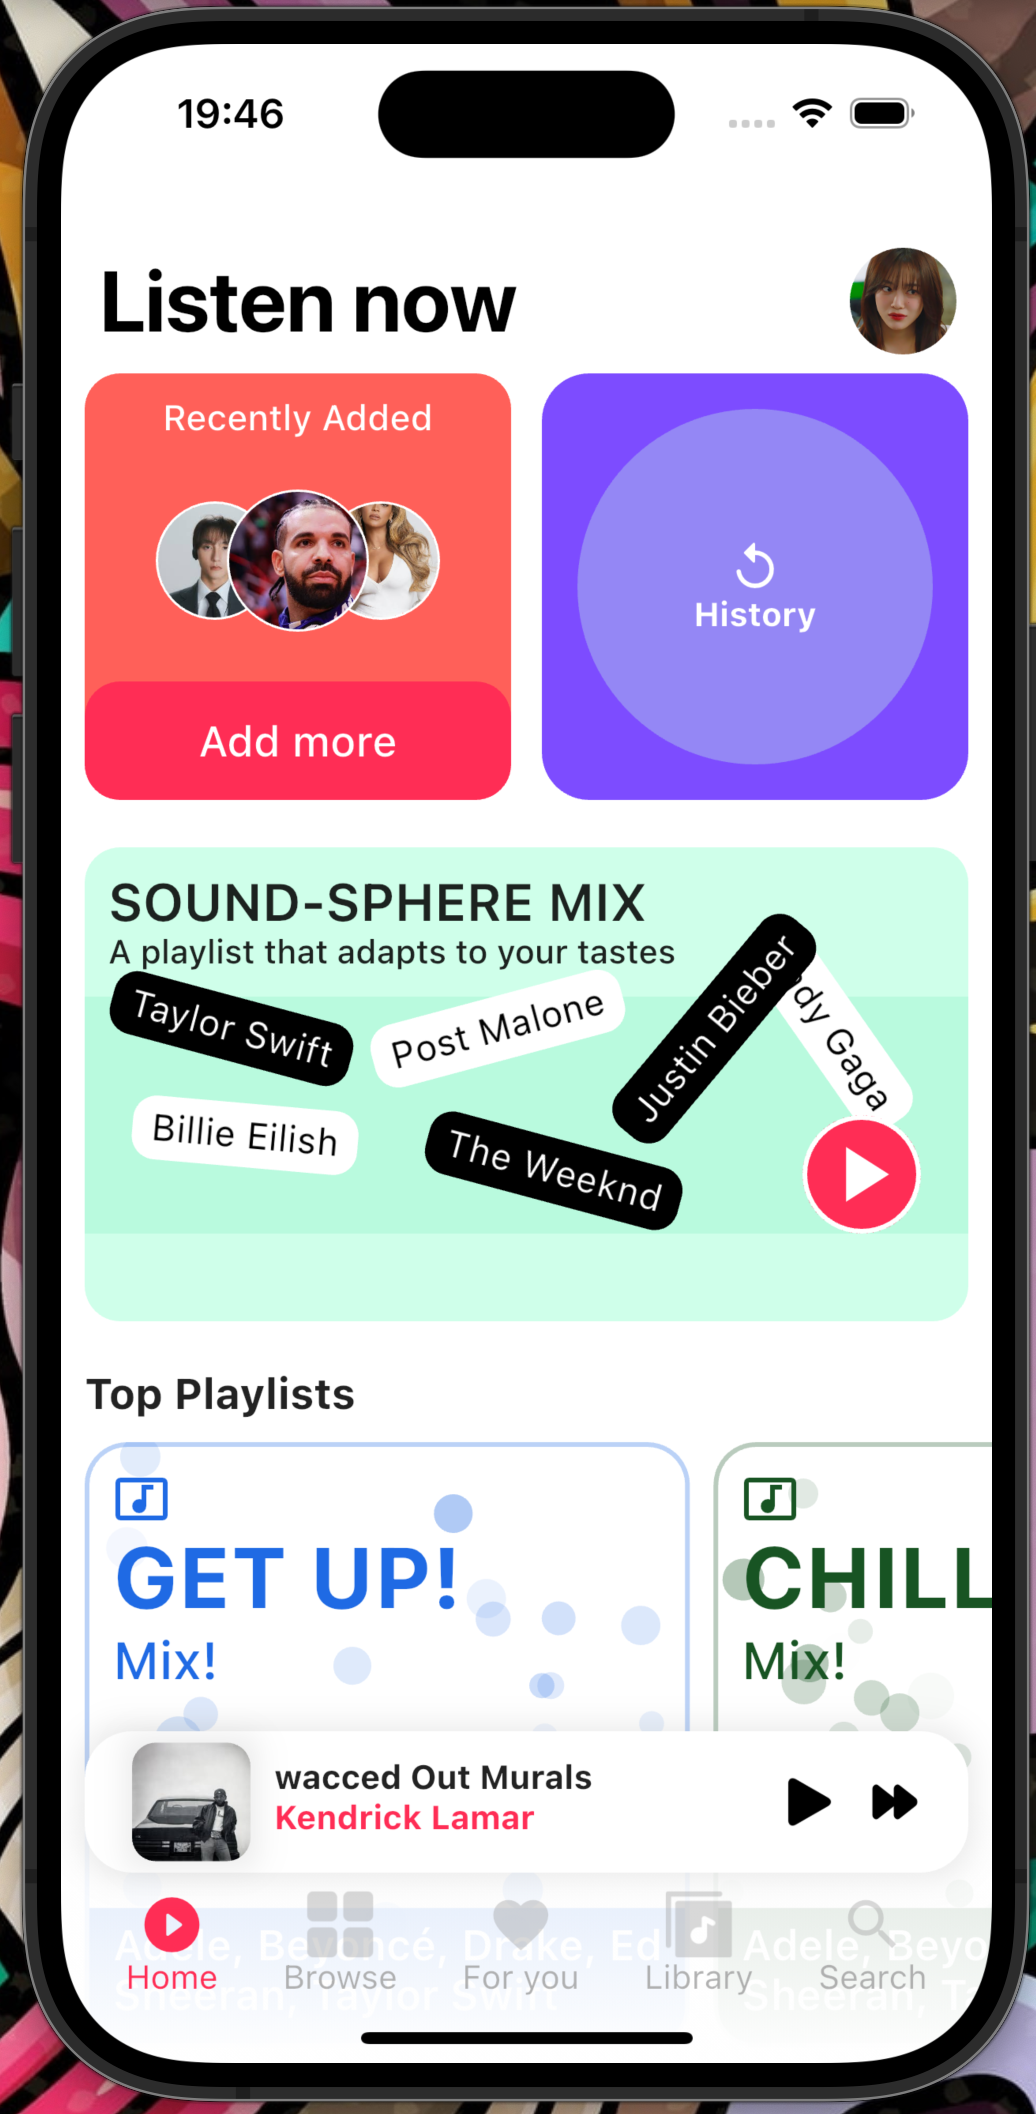 19:46
Listen now
Recently Added
Add more
History
SOUND-SPHERE MIX
A playlist that adapts to your tastes
Taylor Swift
Post Malone
Justin Bieber
dy Gaga
Billie Eilish
The Weeknd
Top Playlists
GET UP!
Mix!
CHILL
Mix!
wacced Out Murals
Kendrick Lamar
Adele, Beyoncé, Drake, Ed
Sheeran, Taylor Swift
Adele, Beyo
Sheeran, T
Home
Browse
For you
Library
Search